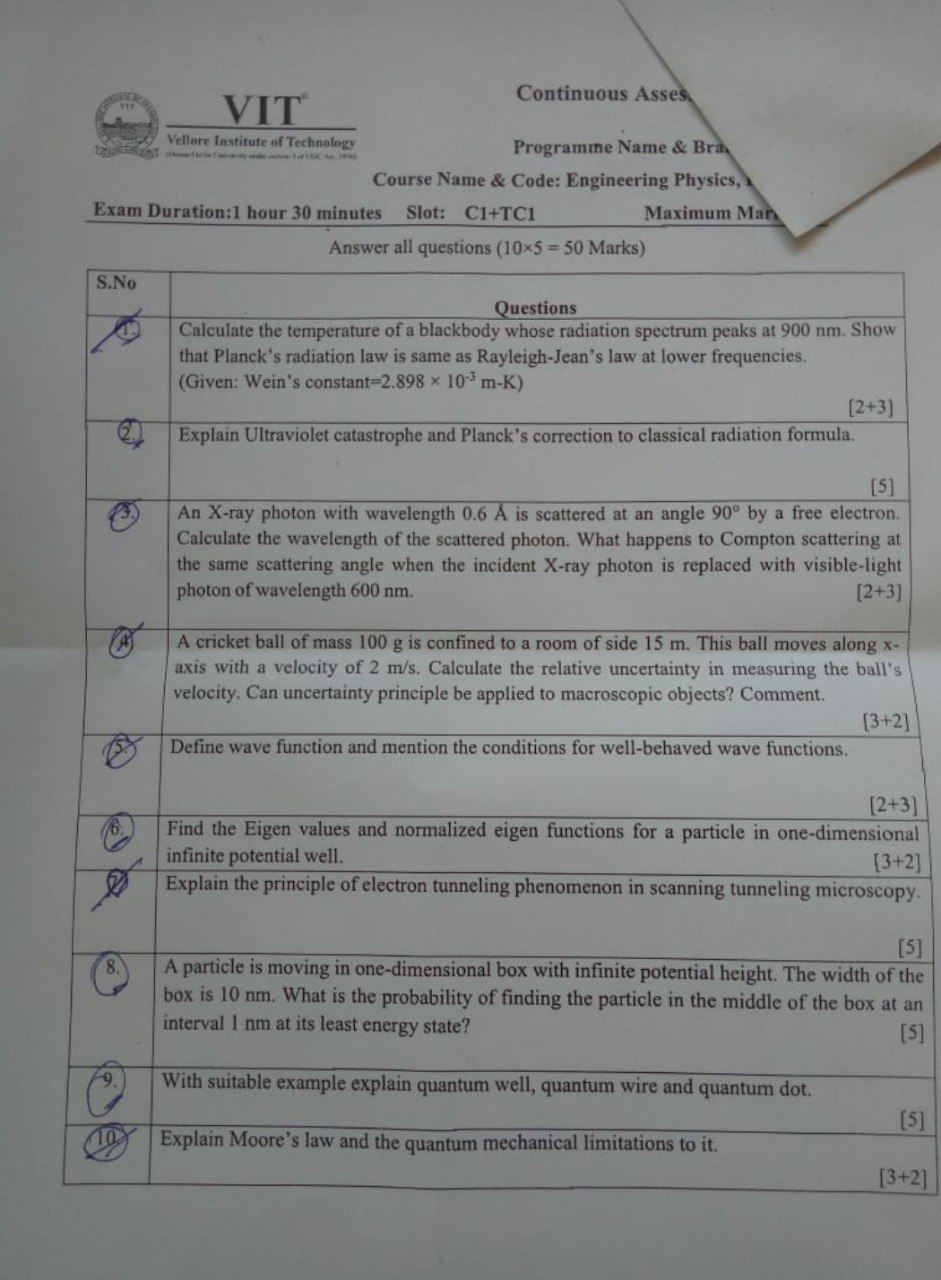 VIT
Vellore Institute of Technology
Continuous Asses
Programme Name & Bra
Course Name & Code: Engineering Physics,
Exam Duration:1 hour 30 minutes Slot: C1+TC1 Maximum Mar
Answer all questions (10×5 = 50 Marks)
S.No
Questions
1. Calculate the temperature of a blackbody whose radiation spectrum peaks at 900 nm. Show
that Planck's radiation law is same as Rayleigh-Jean's law at lower frequencies.
(Given: Wein's constant=2.898 × 10⁻³ m-K)
[2+3]
2. Explain Ultraviolet catastrophe and Planck's correction to classical radiation formula.
[5]
3. An X-ray photon with wavelength 0.6 Å is scattered at an angle 90° by a free electron.
Calculate the wavelength of the scattered photon. What happens to Compton scattering at
the same scattering angle when the incident X-ray photon is replaced with visible-light
photon of wavelength 600 nm. [2+3]
4 A cricket ball of mass 100 g is confined to a room of side 15 m. This ball moves along x-
axis with a velocity of 2 m/s. Calculate the relative uncertainty in measuring the ball's
velocity. Can uncertainty principle be applied to macroscopic objects? Comment.
[3+2]
5. Define wave function and mention the conditions for well-behaved wave functions.
[2+3]
6. Find the Eigen values and normalized eigen functions for a particle in one-dimensional
infinite potential well. [3+2]
7. Explain the principle of electron tunneling phenomenon in scanning tunneling microscopy.
[5]
8. A particle is moving in one-dimensional box with infinite potential height. The width of the
box is 10 nm. What is the probability of finding the particle in the middle of the box at an
interval 1 nm at its least energy state? [5]
9. With suitable example explain quantum well, quantum wire and quantum dot.
[5]
10 Explain Moore's law and the quantum mechanical limitations to it.
[3+2]